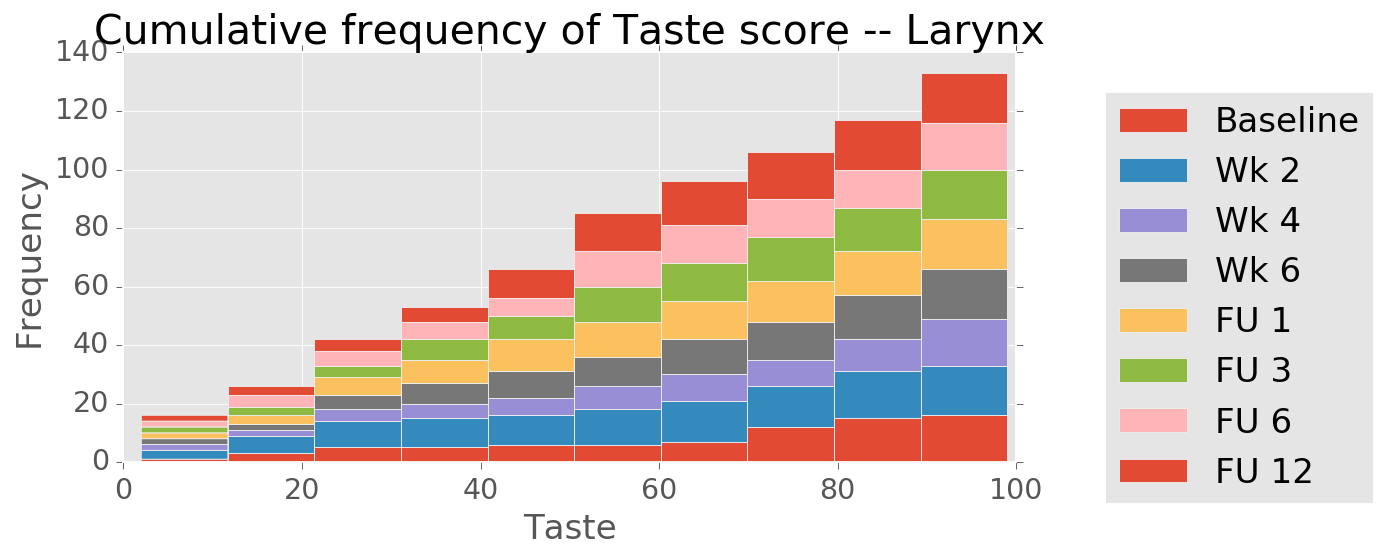 Cumulative frequency of Taste score -- Larynx
140
120
100
80
60
40
20
0
Frequency
0 20 40 60 80 100
Taste
Baseline
Wk 2
Wk 4
Wk 6
FU 1
FU 3
FU 6
FU 12